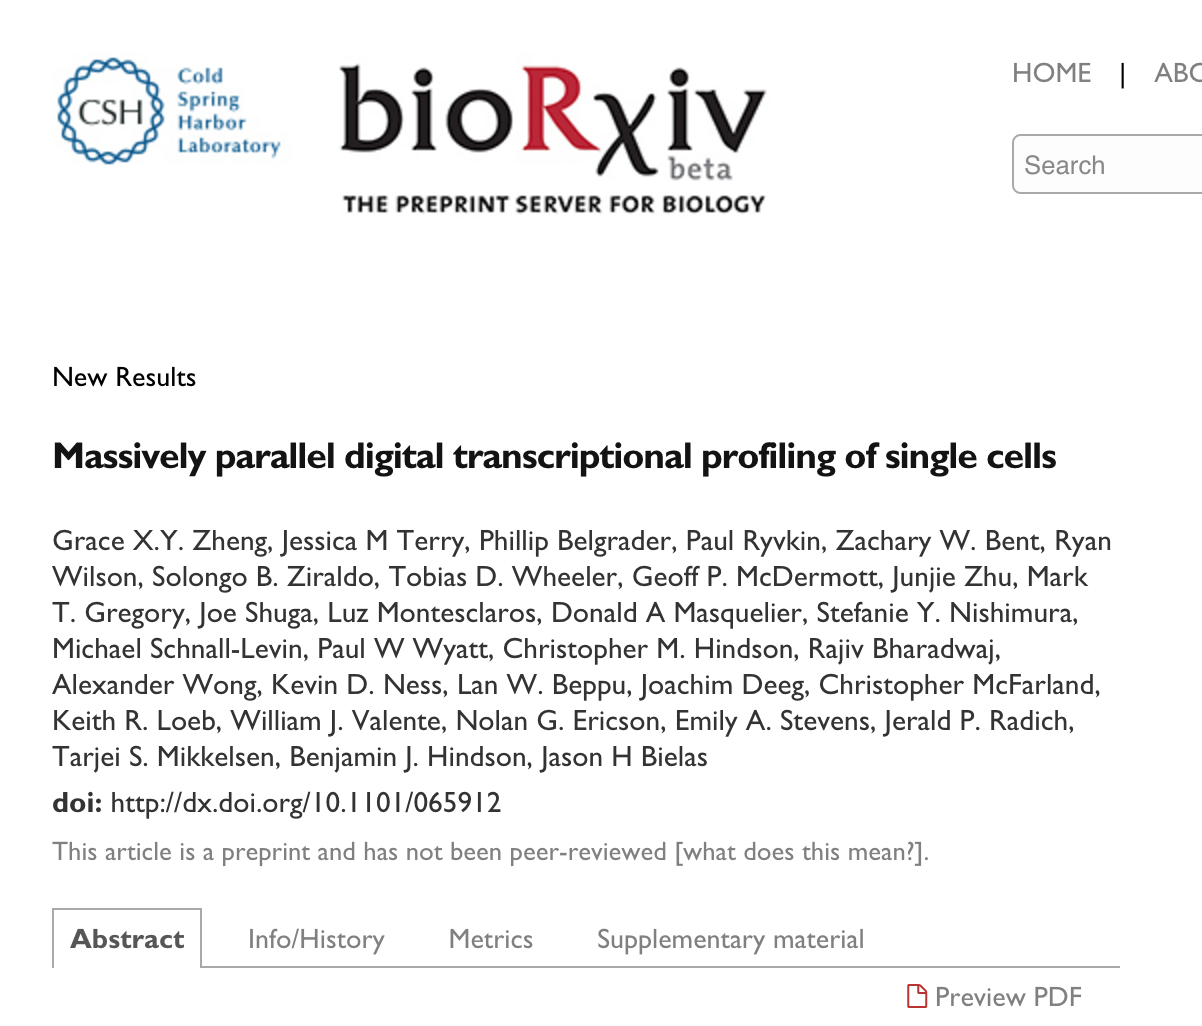 CSH
Cold
Spring
Harbor
Laboratory
bioRχiv
beta
THE PREPRINT SERVER FOR BIOLOGY
HOME | ABC
Search
New Results
Massively parallel digital transcriptional profiling of single cells
Grace X.Y. Zheng, Jessica M Terry, Phillip Belgrader, Paul Ryvkin, Zachary W. Bent, Ryan
Wilson, Solongo B. Ziraldo, Tobias D. Wheeler, Geoff P. McDermott, Junjie Zhu, Mark
T. Gregory, Joe Shuga, Luz Montesclaros, Donald A Masquelier, Stefanie Y. Nishimura,
Michael Schnall-Levin, Paul W Wyatt, Christopher M. Hindson, Rajiv Bharadwaj,
Alexander Wong, Kevin D. Ness, Lan W. Beppu, Joachim Deeg, Christopher McFarland,
Keith R. Loeb, William J. Valente, Nolan G. Ericson, Emily A. Stevens, Jerald P. Radich,
Tarjei S. Mikkelsen, Benjamin J. Hindson, Jason H Bielas
doi: http://dx.doi.org/10.1101/065912
This article is a preprint and has not been peer-reviewed [what does this mean?].
Abstract Info/History Metrics Supplementary material
Preview PDF